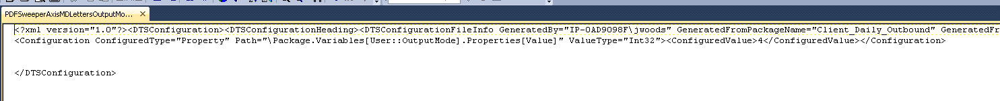 PDFSweeperAxisMDLettersOutputMo...
<?xml version="1.0"?><DTSConfiguration><DTSConfigurationHeading><DTSConfigurationFileInfo GeneratedBy="IP-0AD9098F\jwoods" GeneratedFromPackageName="Client_Daily_Outbound" GeneratedFr
<Configuration ConfiguredType="Property" Path="\Package.Variables[User::OutputMode].Properties[Value]" ValueType="Int32"><ConfiguredValue>4</ConfiguredValue></Configuration>
</DTSConfiguration>